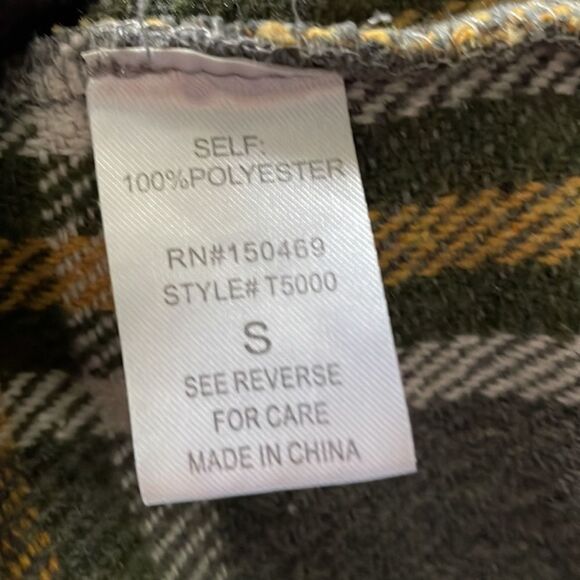 SELF:
100%POLYESTER
RN#150469
STYLE# T5000
S
SEE REVERSE
FOR CARE
MADE IN CHINA